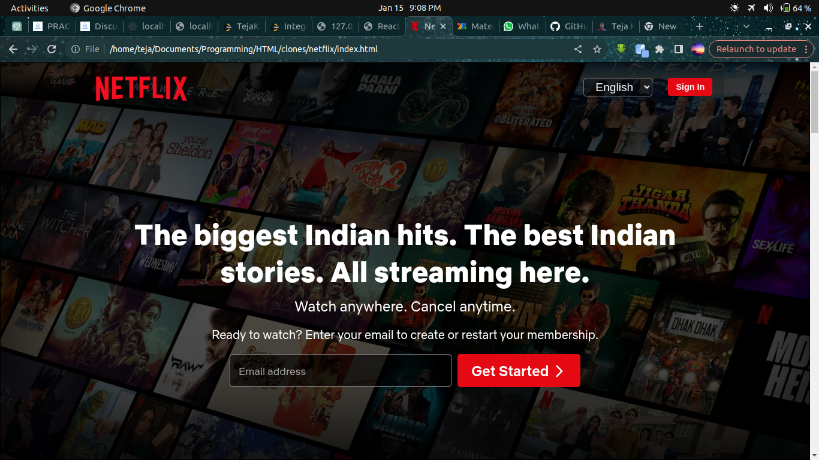 Activities
Google Chrome
Jan 15 9:08 PM
64 %
PRAC
Discu
locall
localh
TejaK
Integ
127.0
React
Ne
Mate
What
GitHu
Teja K
New
File
/home/teja/Documents/Programming/HTML/clones/netflix/index.html
Relaunch to update
NETFLIX
English
Sign In
KAALA
PAANI
OBLITERATED
MAD
young
Sheldon
THE
WITCHER
WEDNESDAY
JIGAR
THANDA
SEX/LIFE
The biggest Indian hits. The best Indian
stories. All streaming here.
Watch anywhere. Cancel anytime.
Ready to watch? Enter your email to create or restart your membership.
Email address
Get Started
RAW
DHAK DHAK